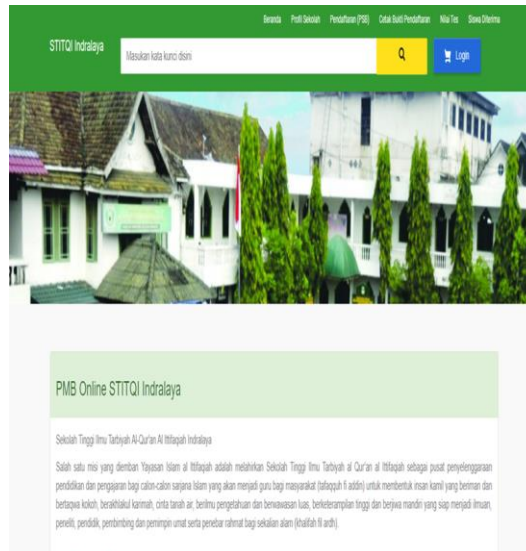 Beranda Profil Sekolah Pendaftaran (PSB) Cetak Bukti Pendaftaran Nilai Tes Siswa Diterima
STITQI Indralaya
Masukan kata kunci disini
Login
PMB Online STITQI Indralaya
Sekolah Tinggi Ilmu Tarbiyah Al-Qur'an Al Ittifaqiah Indralaya
Salah satu misi yang demban Yayasan Islam al Ittifaqiah adalah melahirkan Sekolah Tinggi Ilmu Tarbiyah al Qur'an al Ittifaqiah sebagai pusat penyelenggaraan
pendidikan dan pengajaran bagi calon-calon sarjana Islam yang akan menjadi guru bagi masyarakat (tafaqquh fi addin) untuk membentuk insan kamil yang beriman dan
bertaqwa kokoh, berakhlakul karimah, cinta tanah air, berilmu pengetahuan dan berwawasan luas, berketerampilan tinggi dan berjiwa mandiri yang siap menjadi ilmuan,
peneliti, pendidik, pembimbing dan pemimpin umat serta penebar rahmat bagi sekalian alam (khalifah fil ardh).